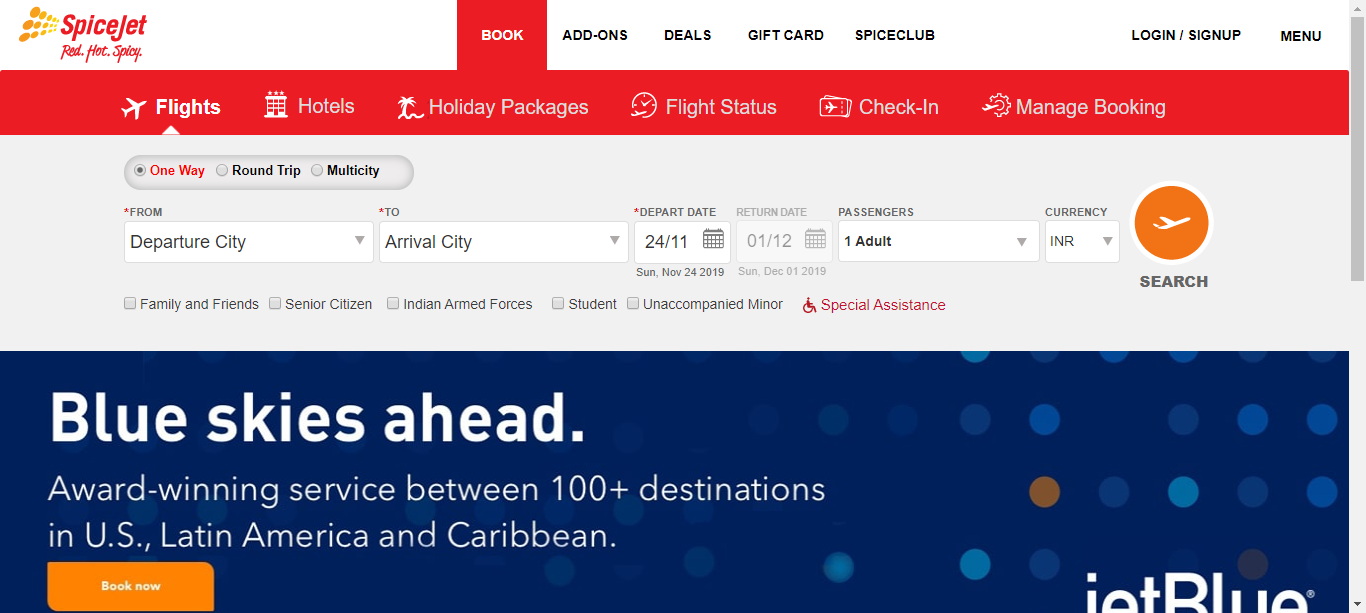 SpiceJet
Red. Hot. Spicy.
BOOK ADD-ONS DEALS GIFT CARD SPICECLUB LOGIN / SIGNUP MENU
Flights Hotels Holiday Packages Flight Status Check-In Manage Booking
One Way Round Trip Multicity
*FROM *TO *DEPART DATE RETURN DATE PASSENGERS CURRENCY
Departure City Arrival City 24/11 01/12 1 Adult INR
Sun, Nov 24 2019 Sun, Dec 01 2019
SEARCH
Family and Friends Senior Citizen Indian Armed Forces Student Unaccompanied Minor Special Assistance
Blue skies ahead.
Award-winning service between 100+ destinations
in U.S., Latin America and Caribbean.
Book now
jetBlue®